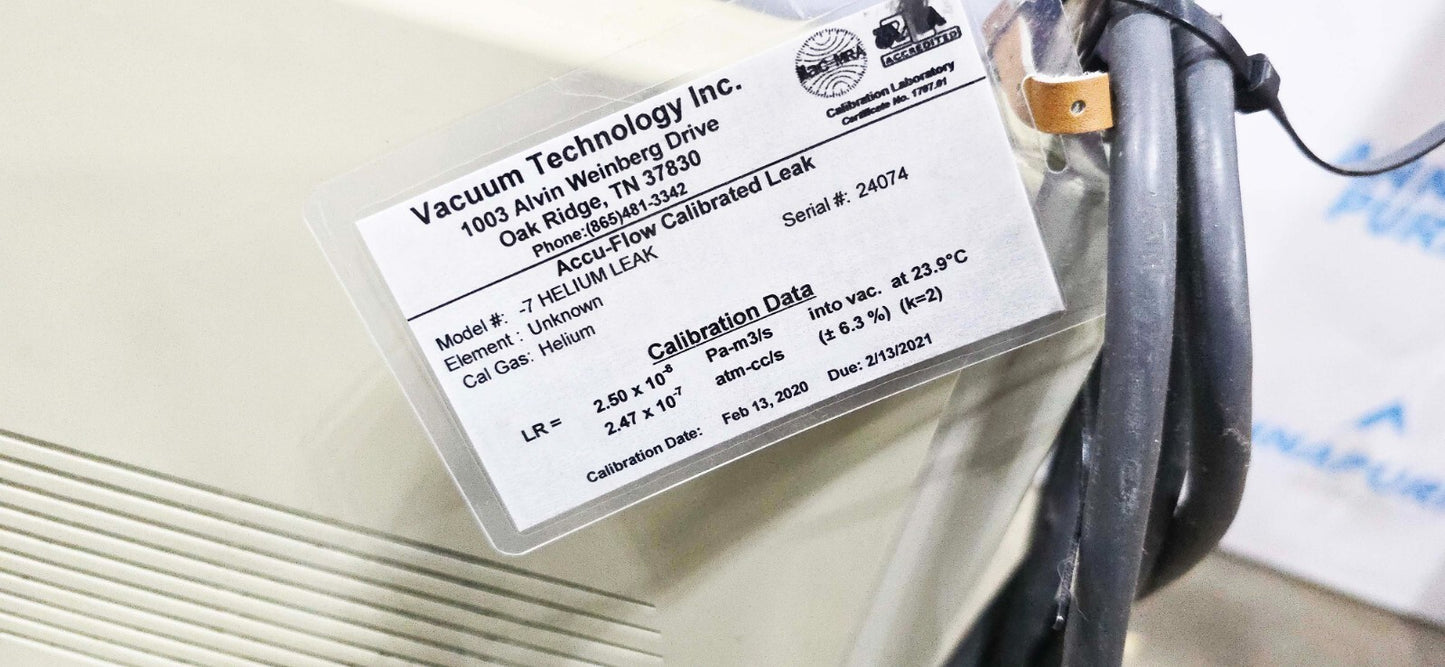 ilac-MRA
ACCREDITED
Calibration Laboratory
Certificate No. 1797.01
Vacuum Technology Inc.
1003 Alvin Weinberg Drive
Oak Ridge, TN 37830
Phone:(865)481-3342
Accu-Flow Calibrated Leak
Model #: -7 HELIUM LEAK Serial #: 24074
Element : Unknown
Cal Gas: Helium
Calibration Data
LR = 2.50 x 10⁻⁸ Pa-m3/s into vac. at 23.9°C
2.47 x 10⁻⁷ atm-cc/s (± 6.3 %) (k=2)
Calibration Date: Feb 13, 2020 Due: 2/13/2021